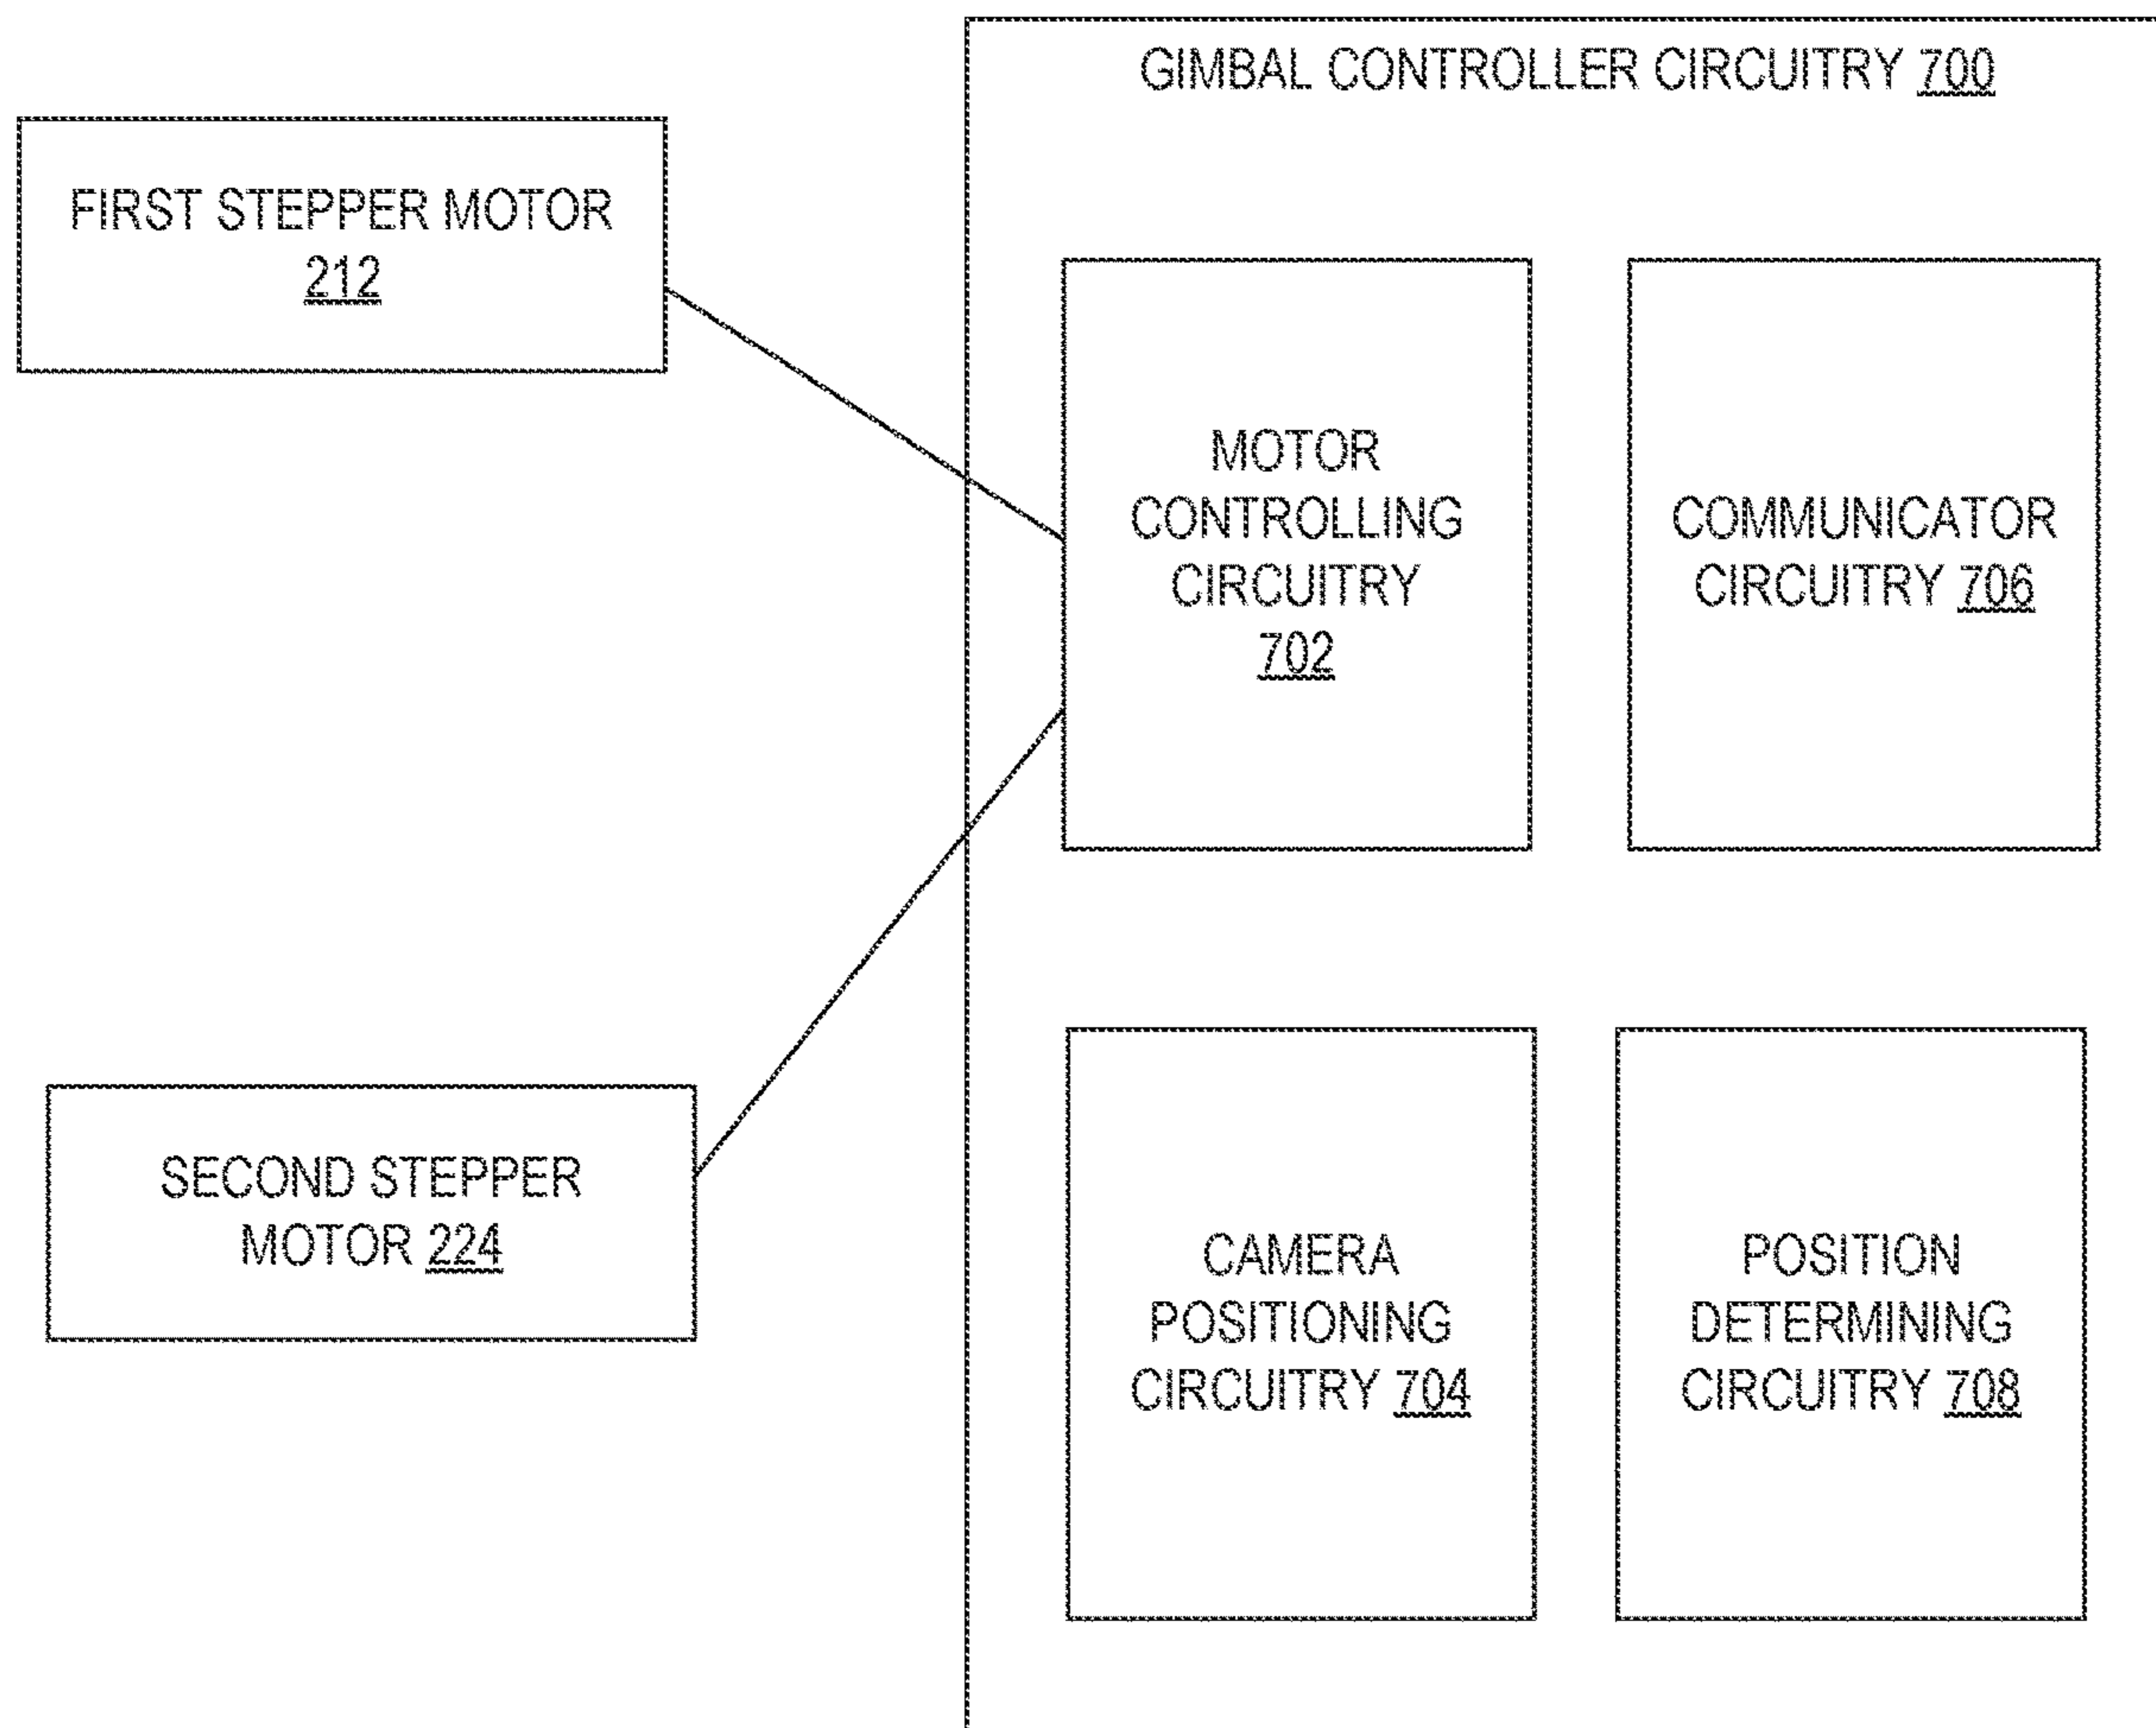 GIMBAL CONTROLLER CIRCUITRY 700
FIRST STEPPER MOTOR
212
MOTOR
CONTROLLING
CIRCUITRY
702
COMMUNICATOR
CIRCUITRY 706
SECOND STEPPER
MOTOR 224
CAMERA
POSITIONING
CIRCUITRY 704
POSITION
DETERMINING
CIRCUITRY 708